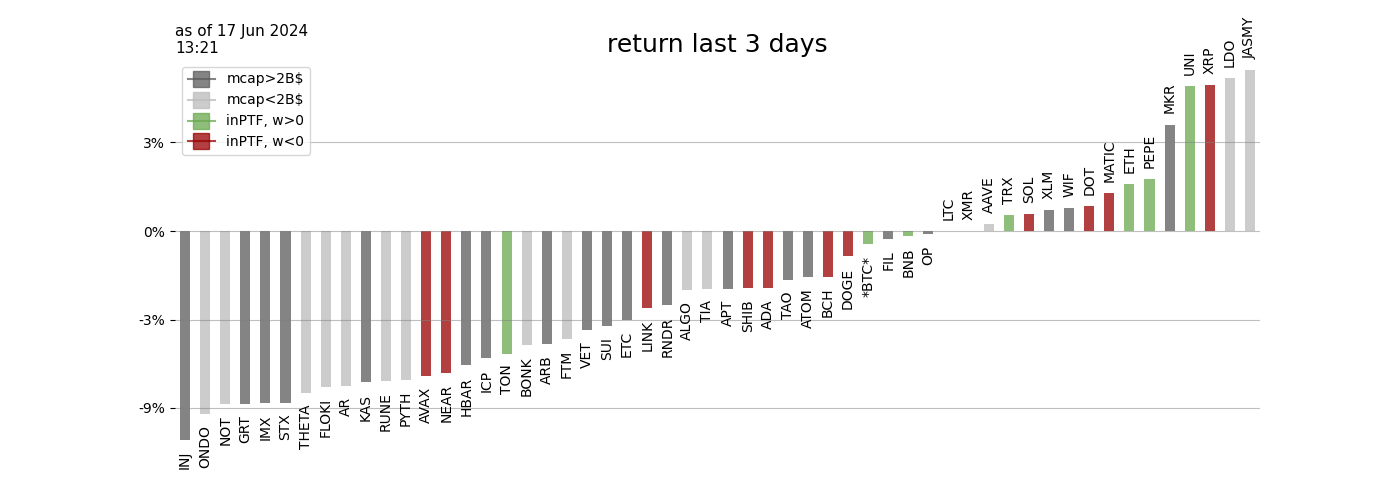 as of 17 Jun 2024
13:21
return last 3 days
mcap>2B$
mcap<2B$
inPTF, w>0
inPTF, w<0
3%
0%
-3%
-9%
INJ
ONDO
NOT
GRT
IMX
STX
THETA
FLOKI
AR
KAS
RUNE
PYTH
AVAX
NEAR
HBAR
ICP
TON
BONK
ARB
FTM
VET
SUI
ETC
LINK
RNDR
ALGO
TIA
APT
SHIB
ADA
TAO
ATOM
BCH
DOGE
*BTC*
FIL
BNB
OP
LTC
XMR
AAVE
TRX
SOL
XLM
WIF
DOT
MATIC
ETH
PEPE
MKR
UNI
XRP
LDO
JASMY